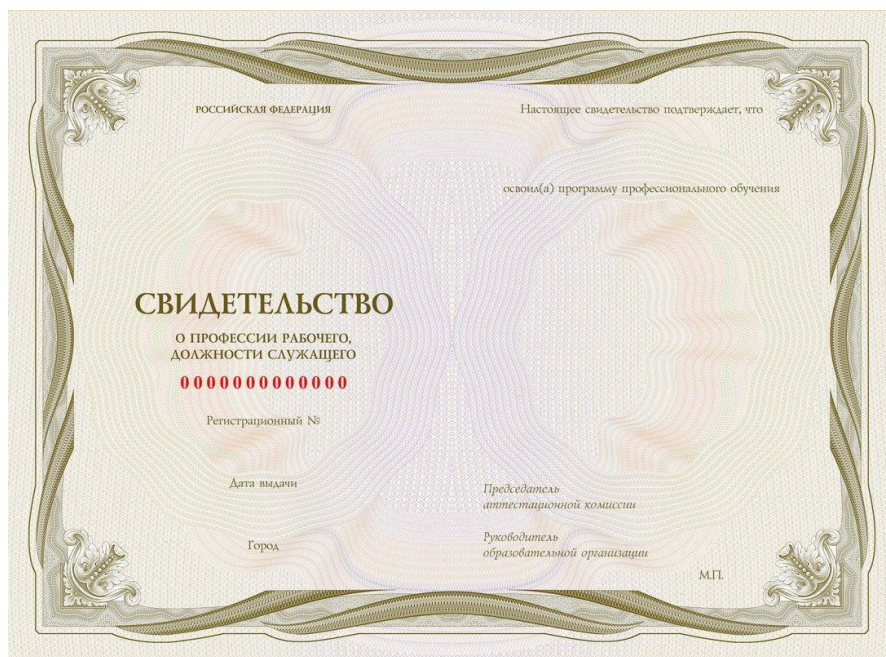 РОССИЙСКАЯ ФЕДЕРАЦИЯ
СВИДЕТЕЛЬСТВО
О ПРОФЕССИИ РАБОЧЕГО,
ДОЛЖНОСТИ СЛУЖАЩЕГО
0000000000000
Регистрационный №
Дата выдачи
Город
Настоящее свидетельство подтверждает, что
освоил(а) программу профессионального обучения
Председатель
аттестационной комиссии
Руководитель
образовательной организации
М.П.